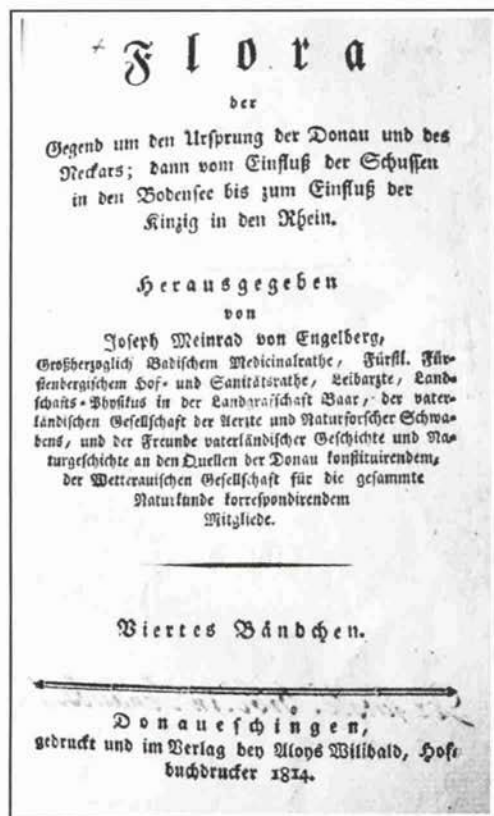 Flora
der
Gegend um den Ursprung der Donau und des
Neckars; dann vom Einfluß der Schussen
in den Bodensee bis zum Einfluß der
Kinzig in den Rhein.
Herausgegeben
von
Joseph Meinrad von Engelberg,
Großherzoglich Badischem Medicinalrathe, Fürstl. Für-
stenbergischem Hof- und Sanitätsrathe, Leibarzte, Land-
schafts-Physikus in der Landgrafschaft Baar, der vater-
ländischen Gesellschaft der Aerzte und Naturforscher Schwa-
bens, und der Freunde vaterländischer Geschichte und Na-
turgeschichte an den Quellen der Donau konstituirendem,
der Wetterauischen Gesellschaft für die gesammte
Naturkunde korrespondirendem
Mitgliede.
Viertes Bändchen.
Donaueschingen,
gedruckt und im Verlag bey Aloys Wilibald, Hof-
buchdrucker 1814.